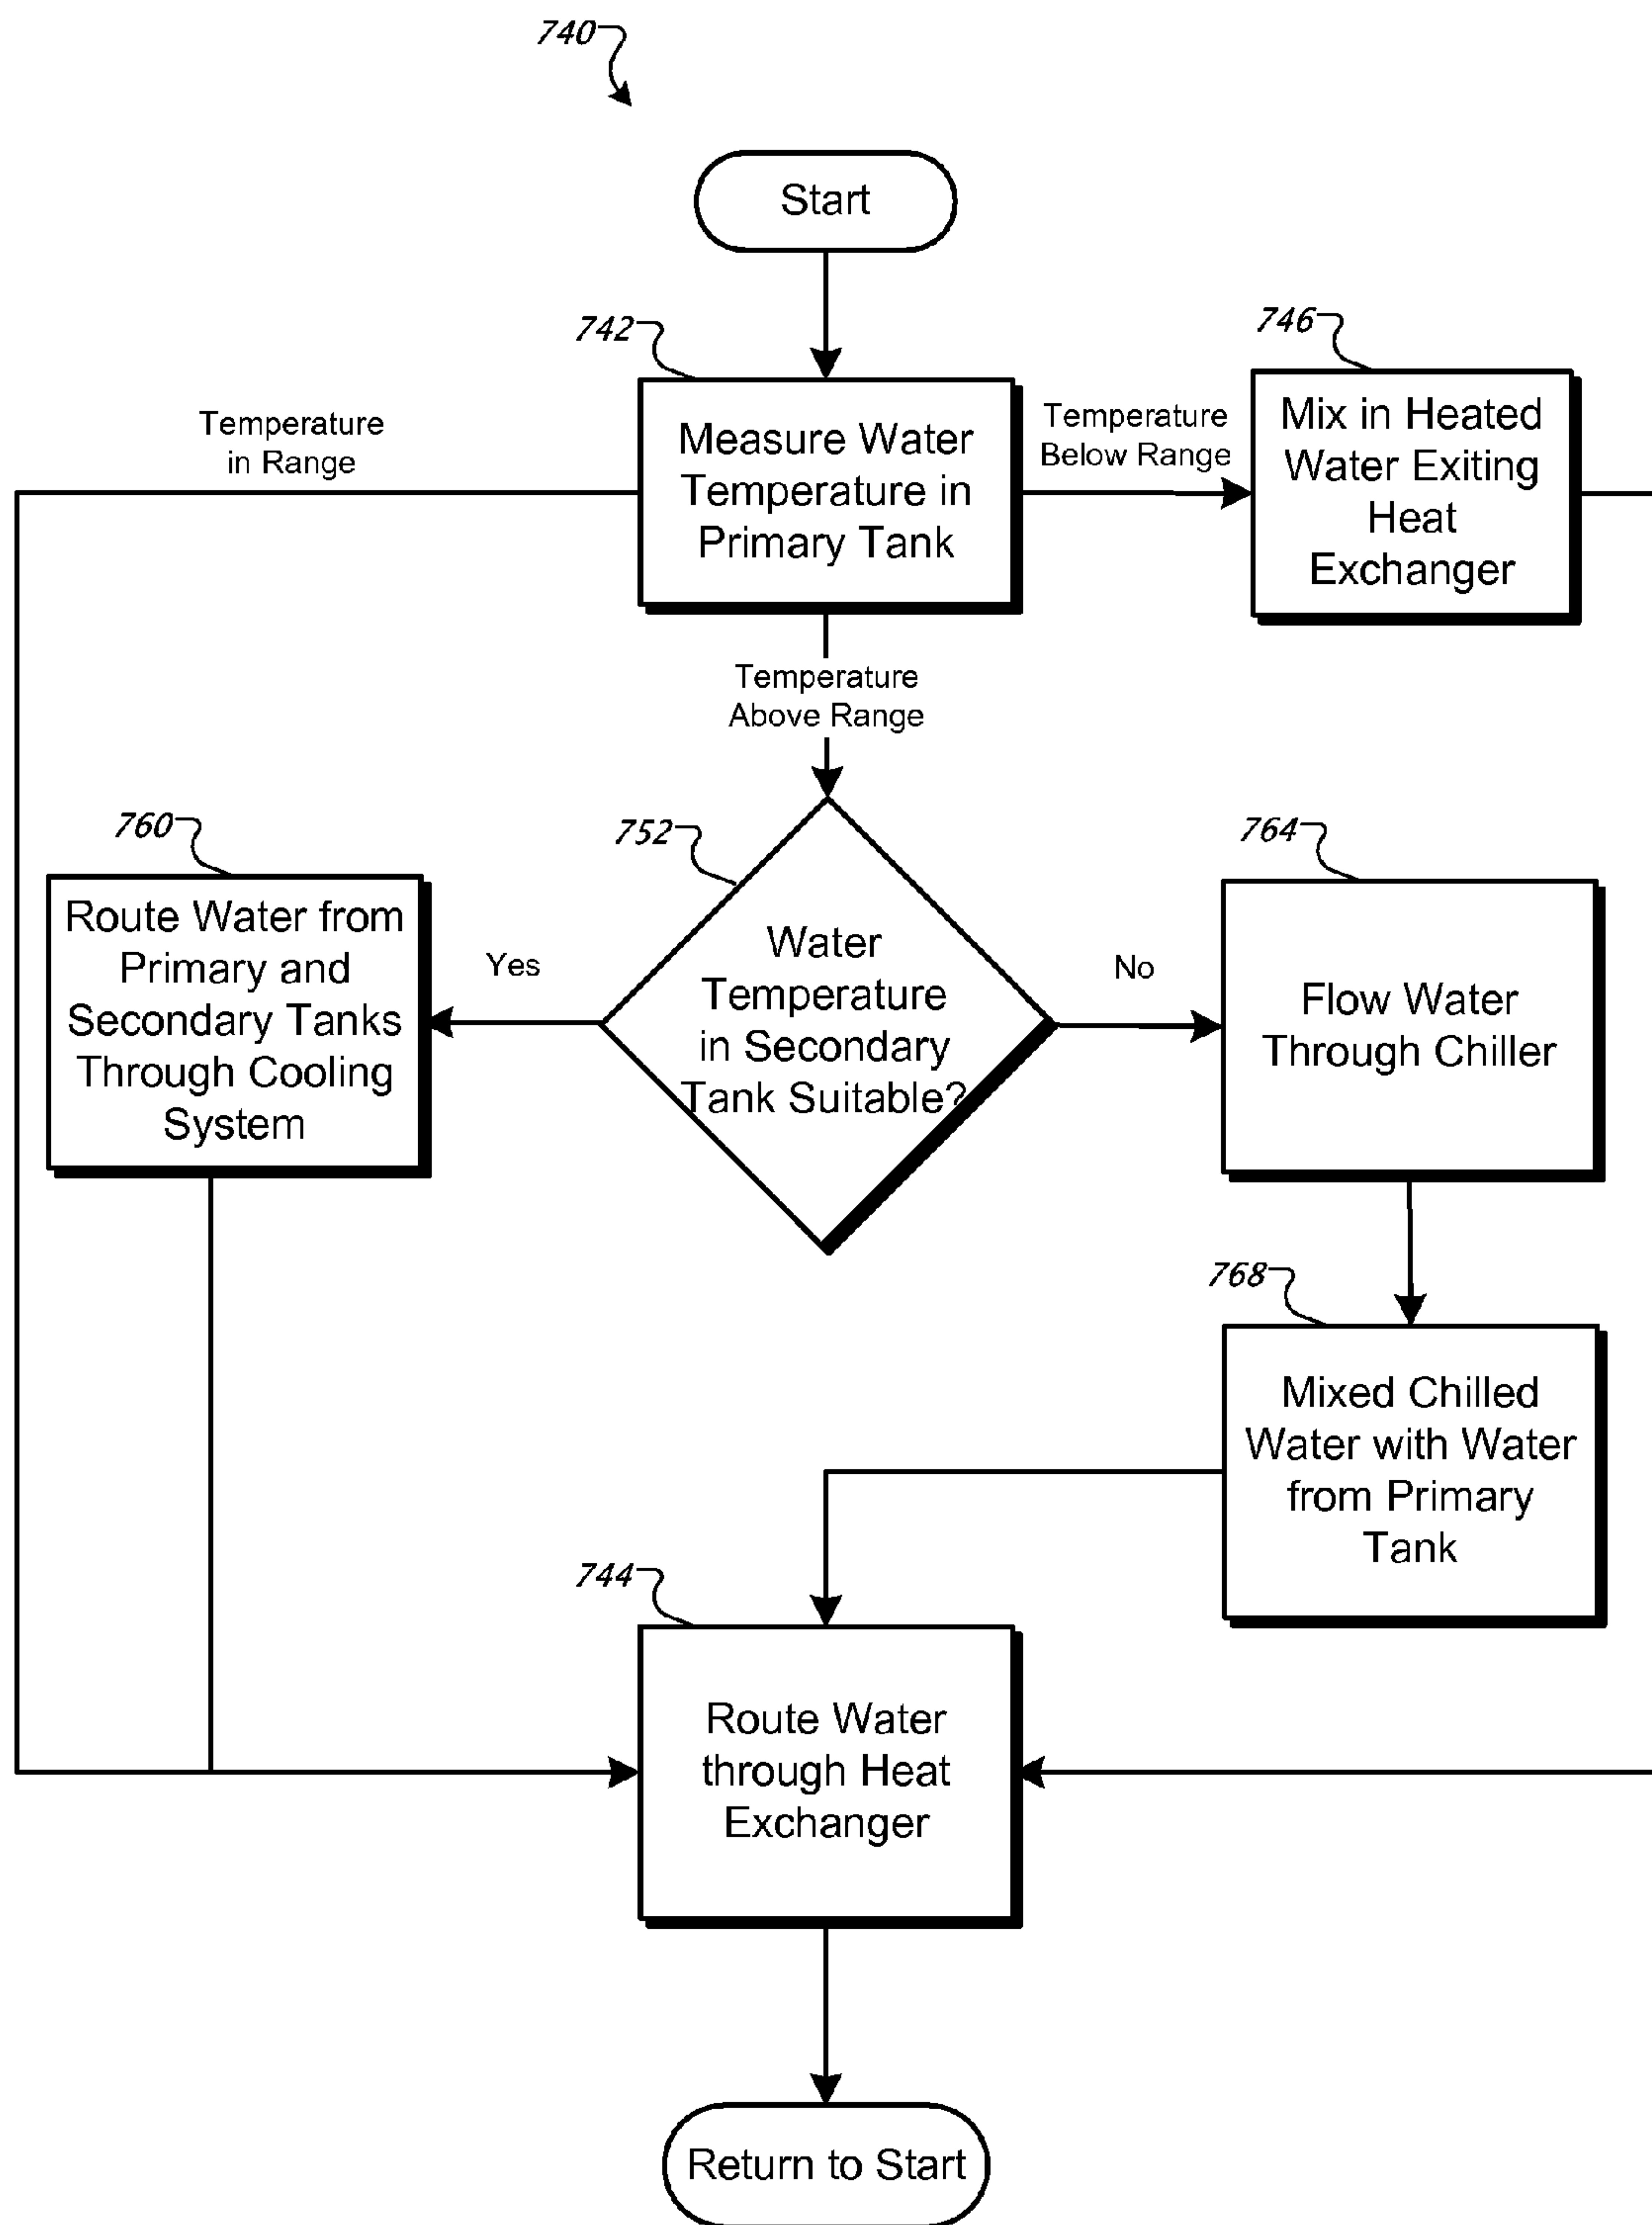 740
Start
742
Measure Water
Temperature in
Primary Tank
Temperature
in Range
Temperature
Below Range
746
Mix in Heated
Water Exiting
Heat
Exchanger
Temperature
Above Range
760
Route Water from
Primary and
Secondary Tanks
Through Cooling
System
Yes
752
Water
Temperature
in Secondary
Tank Suitable?
No
764
Flow Water
Through Chiller
768
Mixed Chilled
Water with Water
from Primary
Tank
744
Route Water
through Heat
Exchanger
Return to Start